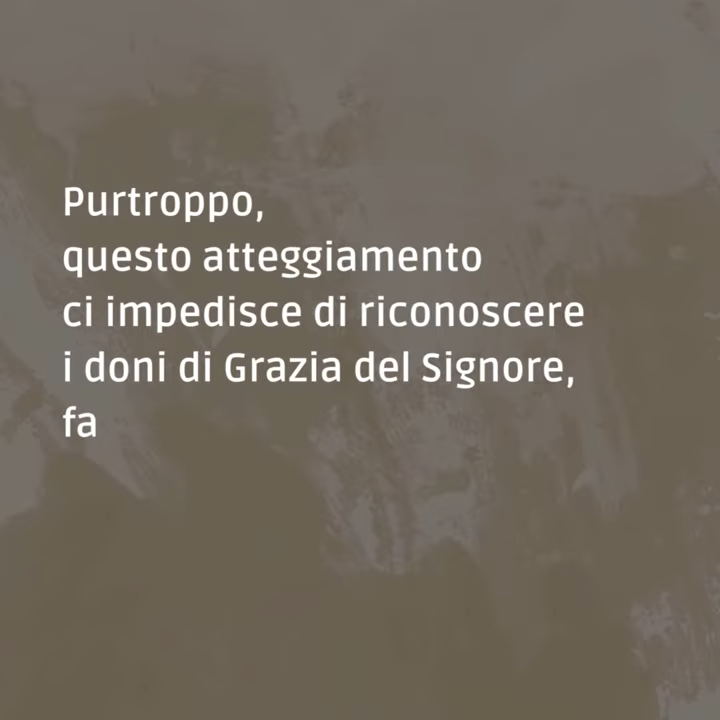 Purtroppo,
questo atteggiamento
ci impedisce di riconoscere
i doni di Grazia del Signore,
fa